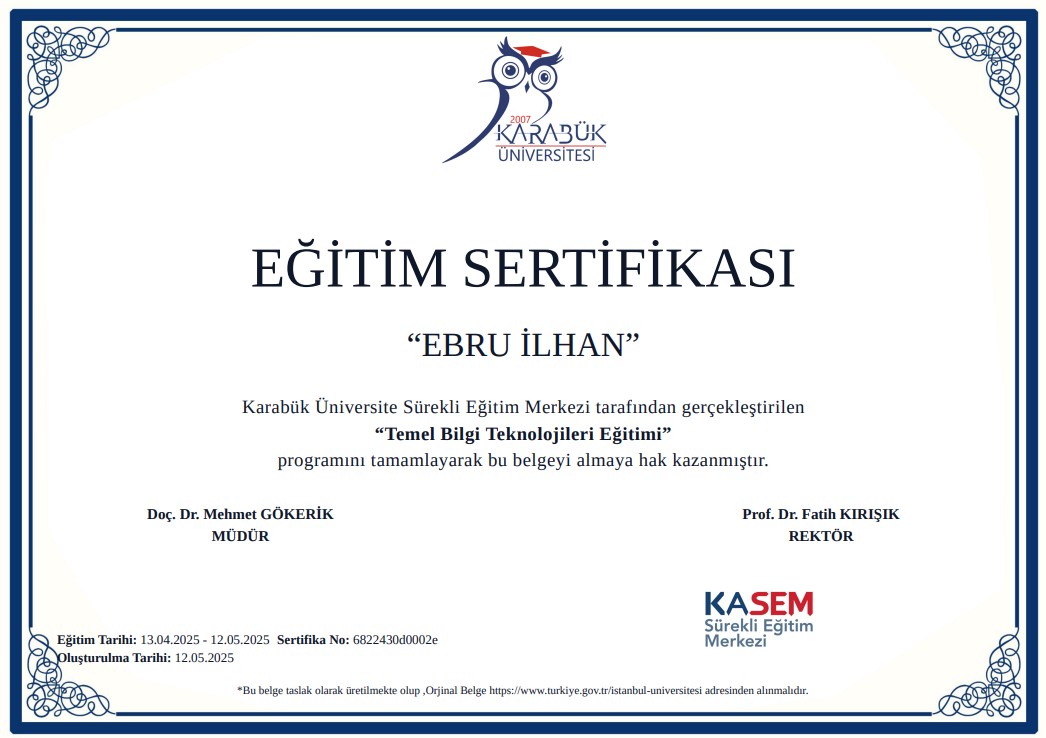 2007
KARABÜK
ÜNİVERSİTESİ
EĞİTİM SERTİFİKASI
“EBRU İLHAN”
Karabük Üniversite Sürekli Eğitim Merkezi tarafından gerçekleştirilen
“Temel Bilgi Teknolojileri Eğitimi”
programını tamamlayarak bu belgeyi almaya hak kazanmıştır.
Doç. Dr. Mehmet GÖKERİK
MÜDÜR
Prof. Dr. Fatih KIRIŞIK
REKTÖR
KASEM
Sürekli Eğitim
Merkezi
Eğitim Tarihi: 13.04.2025 - 12.05.2025 Sertifika No: 6822430d0002e
Oluşturulma Tarihi: 12.05.2025
*Bu belge taslak olarak üretilmekte olup ,Orjinal Belge https://www.turkiye.gov.tr/istanbul-universitesi adresinden alınmalıdır.